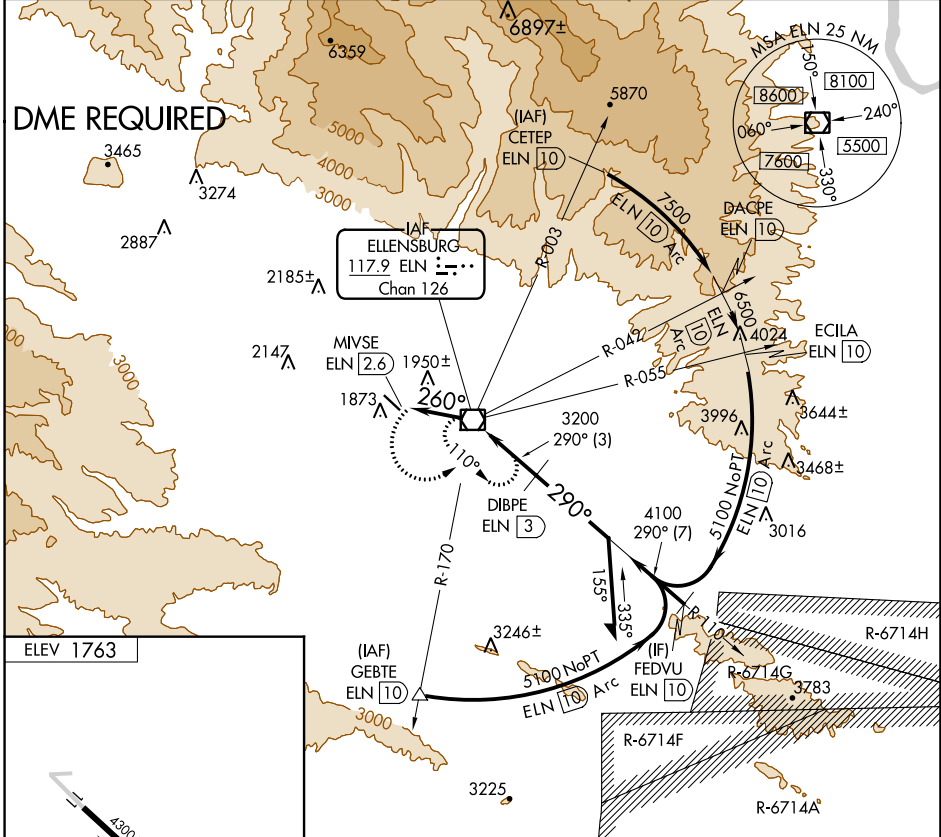 6897±
6359
MSA ELN 25 NM
150°
8100
8600
240°
060°
5500
7600
330°
5870
DME REQUIRED
5000
4000
3000
3465
3274
2887
(IAF)
CETEP
ELN 10
7500
ELN 10 Arc
DACPE
ELN 10
IAF
ELLENSBURG
117.9 ELN
Chan 126
R-003
2185±
6500
ELN 10 Arc
4024
ECILA
ELN 10
R-042
R-055
3000
2147
MIVSE
ELN 2.6
1950±
1873
260°
3996
3644±
3468±
3200
290° (3)
110°
DIBPE
ELN 3
290°
4100
290° (7)
5100 NoPT
ELN 10 Arc
3016
R-170
155°
335°
R-110
R-6714H
ELEV 1763
(IAF)
GEBTE
ELN 10
3246±
5100 NoPT
ELN 10 Arc
(IF)
FEDVU
ELN 10
R-6714G
3783
3000
R-6714F
3225
R-6714A
4300